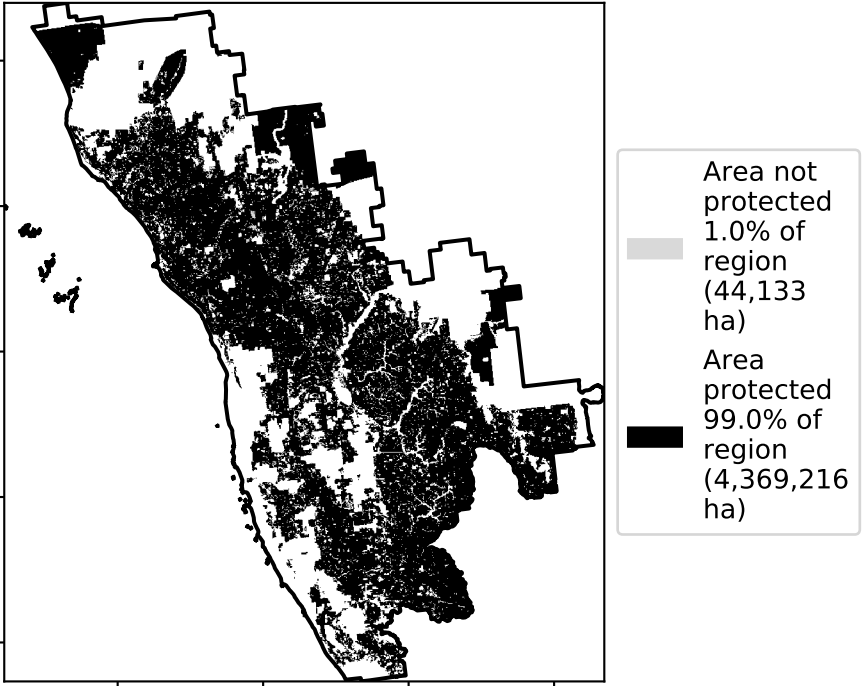 Area not
protected
1.0% of
region
(44,133
ha)
Area
protected
99.0% of
region
(4,369,216
ha)